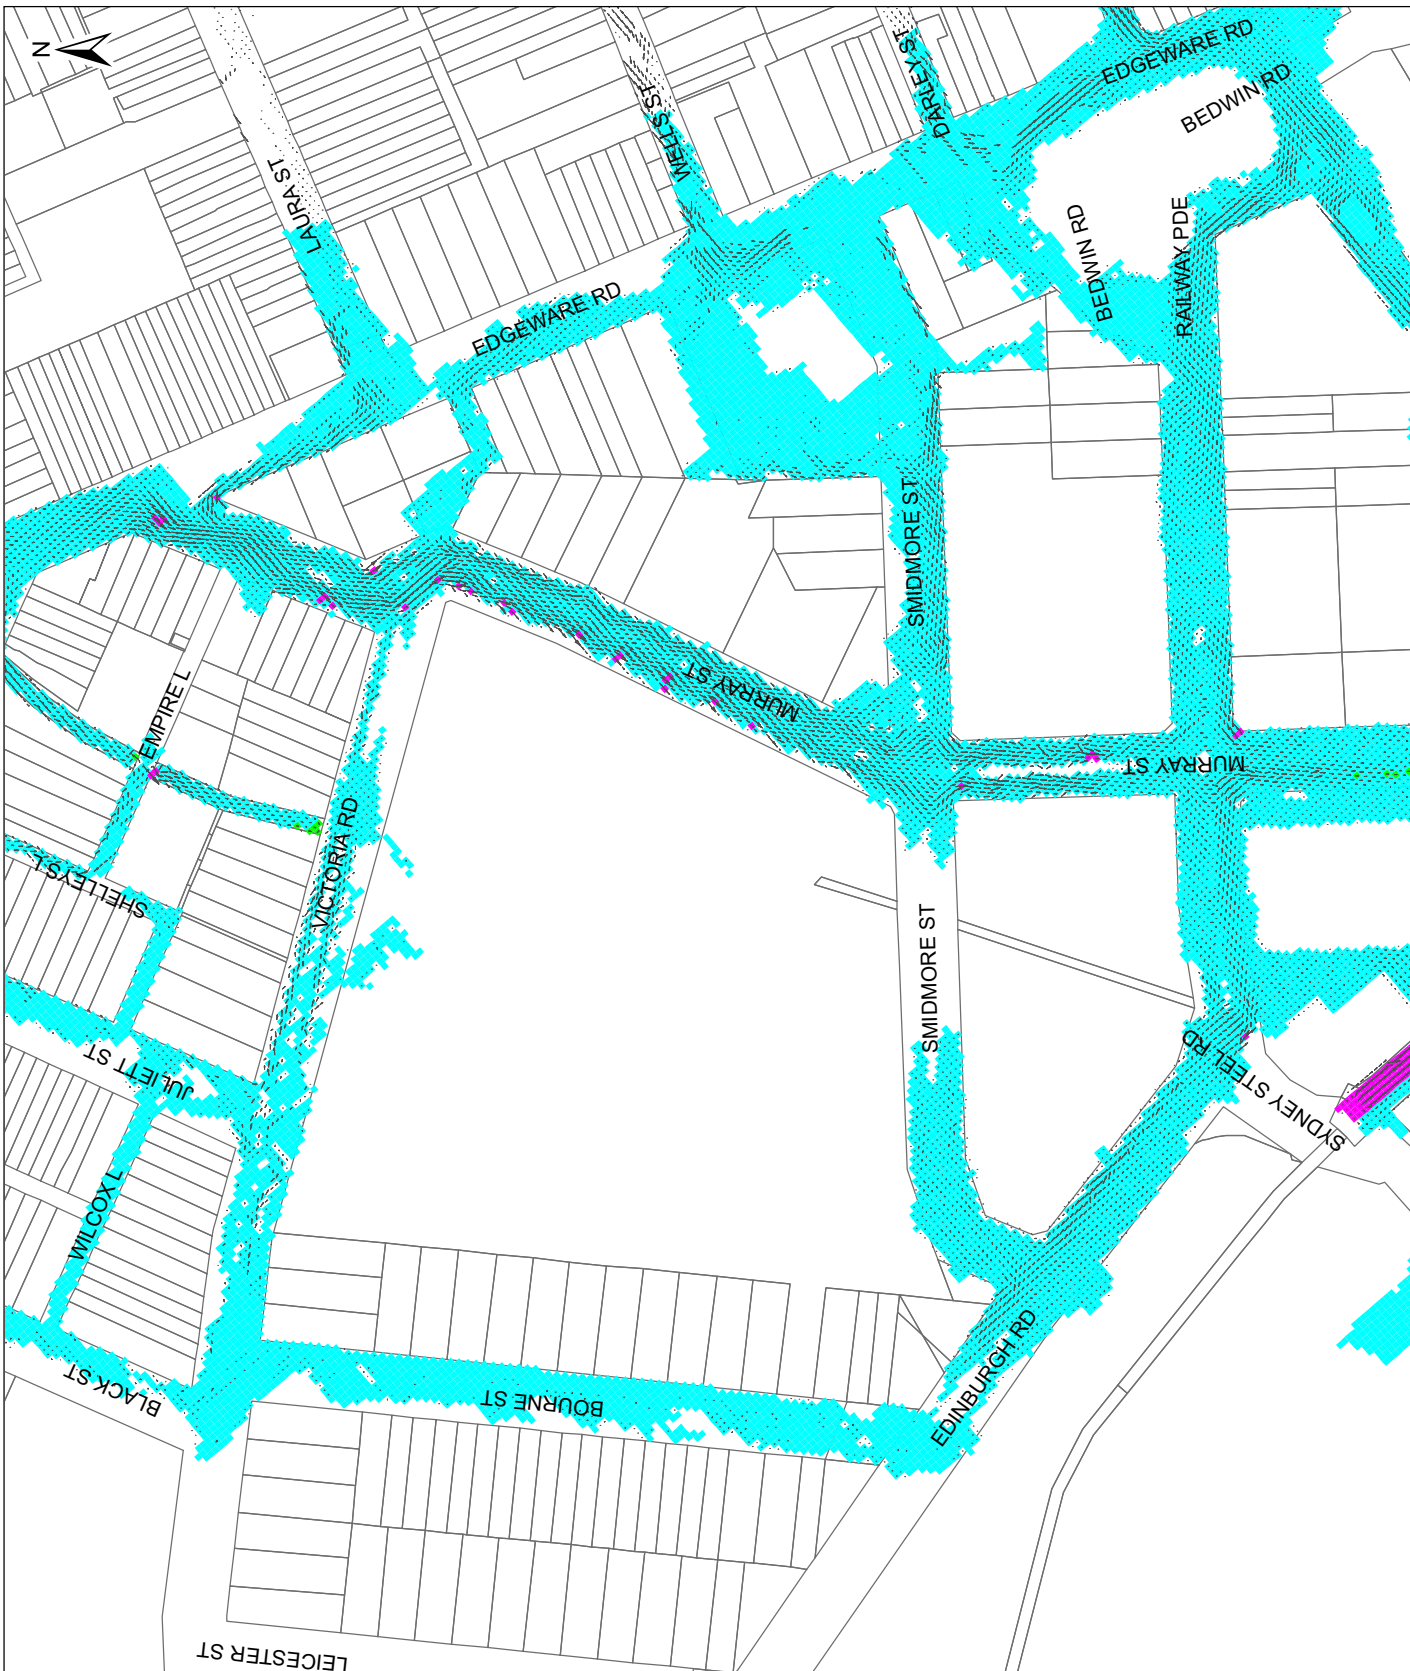 N
EDGEWARE RD
DARLEY ST
BEDWIN RD
WELLS ST
LAURA ST
BEDWIN RD
RAILWAY PDE
EDGEWARE RD
SMIDMORE ST
MURRAY ST
EMPIRE L
MURRAY ST
VICTORIA RD
SHELLEYS L
SMIDMORE ST
JULIETT ST
SYDNEY STEEL RD
WILCOX L
EDINBURGH RD
BLACK ST
BOURNE ST
LEICESTER ST